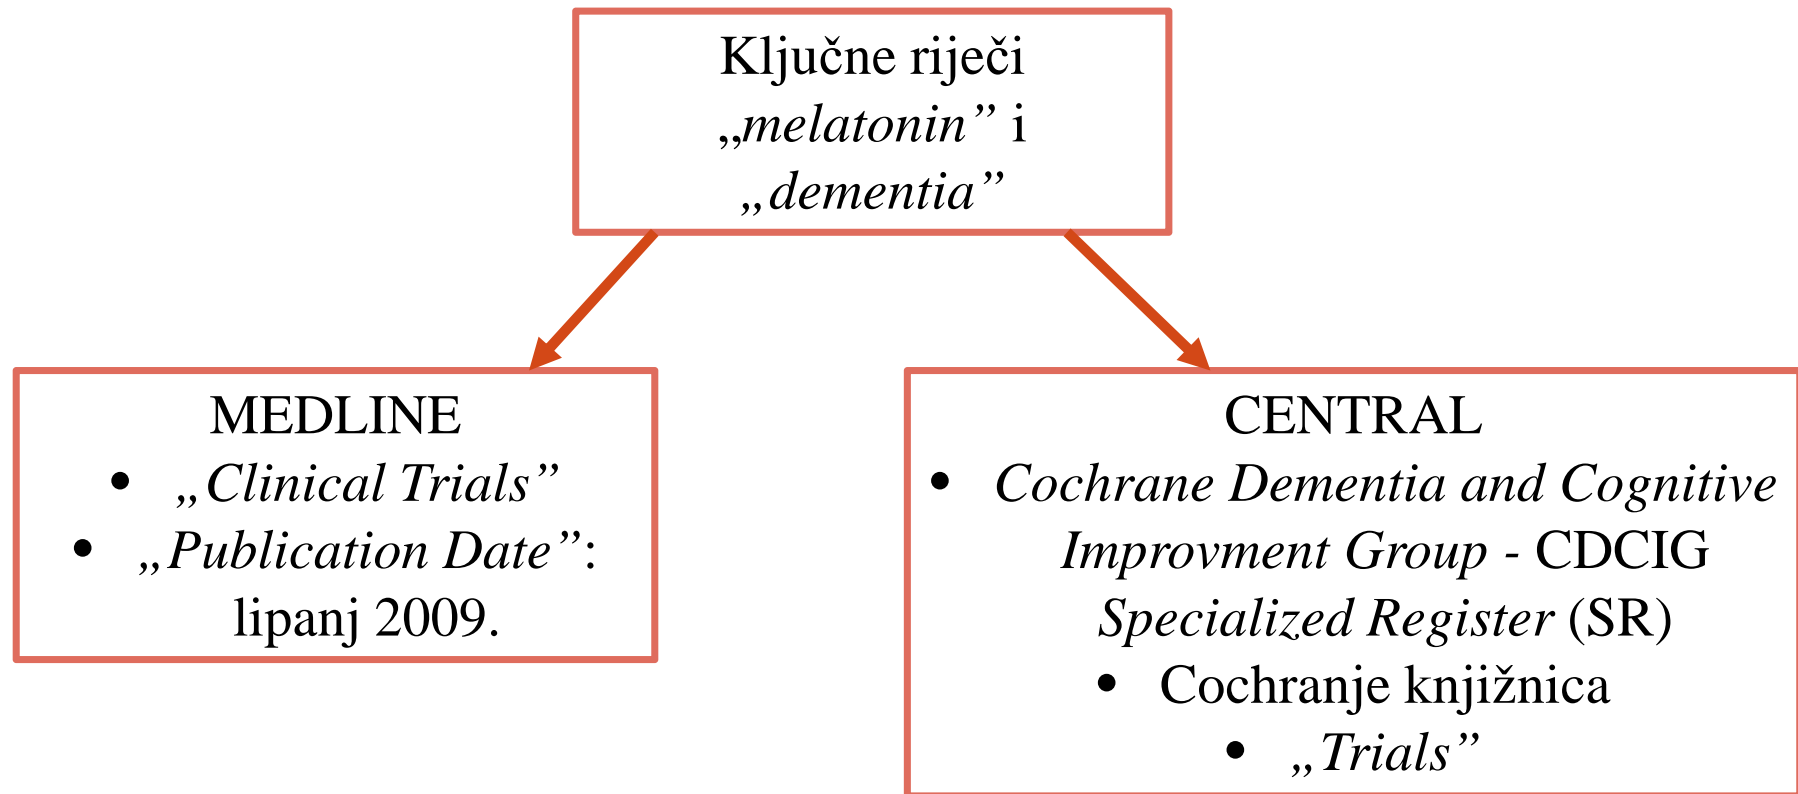 Ključne riječi
„melatonin” i
„dementia”
MEDLINE
• „Clinical Trials”
• „Publication Date”:
lipanj 2009.
CENTRAL
• Cochrane Dementia and Cognitive
Improvment Group - CDCIG
Specialized Register (SR)
• Cochranje knjižnica
• „Trials”